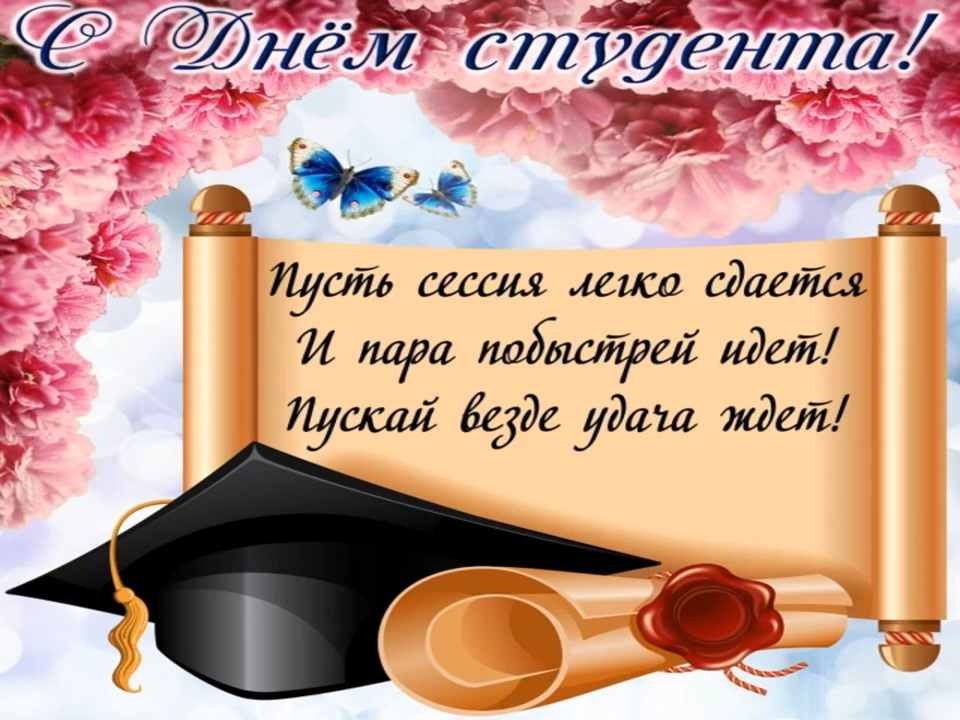 С Днём студента!
Пусть сессия легко сдается
И пара побыстрей идет!
Пускай везде удача ждет!